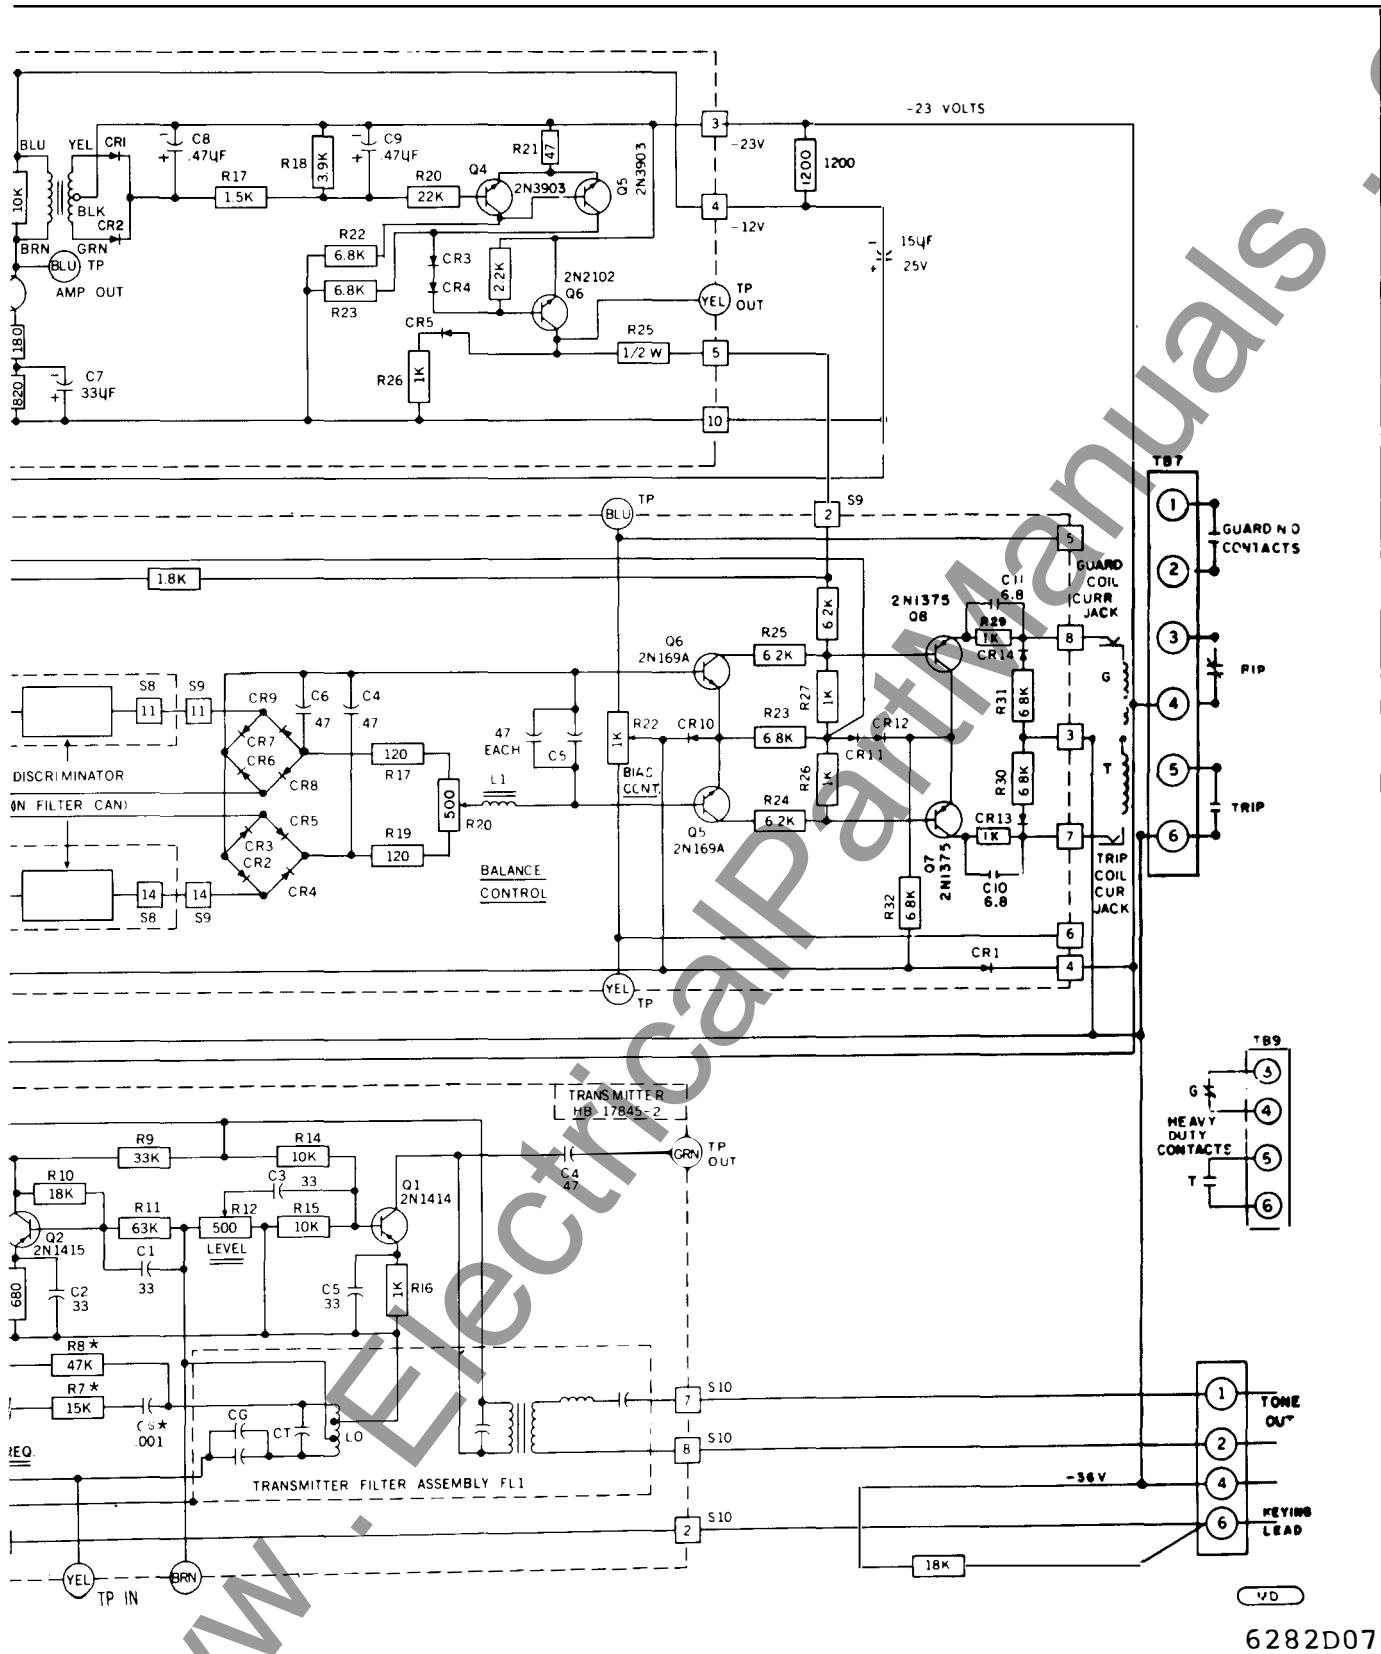 -23 VOLTS
BLU
YEL
CR1
C8
.47µF
R18
3.9K
C9
.47µF
R21
47
Q5
2N3903
3
-23V
1200
1200
10K
BLK
CR2
R17
1.5K
R20
22K
Q4
2N3903
4
-12V
BRN
GRN
BLU
TP
AMP OUT
R22
6.8K
6.8K
R23
CR3
CR4
2.2K
2N2102
Q6
YEL
TP
OUT
15µF
25V
180
CR5
R25
1/2 W
5
820
C7
33µF
R26
1K
10
TB7
BLU
TP
2
S9
1
GUARD NO
CONTACTS
2
5
1.8K
GUARD
COIL
CURR
JACK
6.2K
2N1375
Q8
C11
6.8
R29
1K
CR14
8
3
Q6
2N169A
R25
6.2K
R27
1K
R31
6.8K
G
4
S8
11
S9
11
CR9
CR7
CR6
CR8
C6
47
C4
47
47
EACH
C5
R22
1K
BIAS
CONT.
CR10
R23
6.8K
CR12
CR11
3
DISCRIMINATOR
(IN FILTER CAN)
120
R17
500
R20
L1
R26
1K
R30
6.8K
T
5
TRIP
CR5
CR3
CR2
CR4
R19
120
Q5
2N169A
R24
6.2K
CR13
1K
7
6
BALANCE
CONTROL
Q7
2N1375
C10
6.8
TRIP
COIL
CUR
JACK
14
S8
14
S9
R32
6.8K
6
CR1
4
YEL
TP
TB9
3
G
4
HEAVY
DUTY
CONTACTS
5
T
6
TRANSMITTER
HB 17845-2
GRN
TP
OUT
R9
33K
R14
10K
C4
47
R10
18K
C3
33
Q1
2N1414
R11
63K
R12
500
LEVEL
R15
10K
Q2
2N1415
C1
33
680
C2
33
C5
33
1K
R16
R8*
47K
R7*
15K
.001
CG
CT
LO
7
S10
8
S10
1
TONE
OUT
2
REQ.
TRANSMITTER FILTER ASSEMBLY FL1
-36V
4
2
S10
6
KEYING
LEAD
18K
YEL
TP IN
BRN
6282D07
www.ElectricalPartManuals.